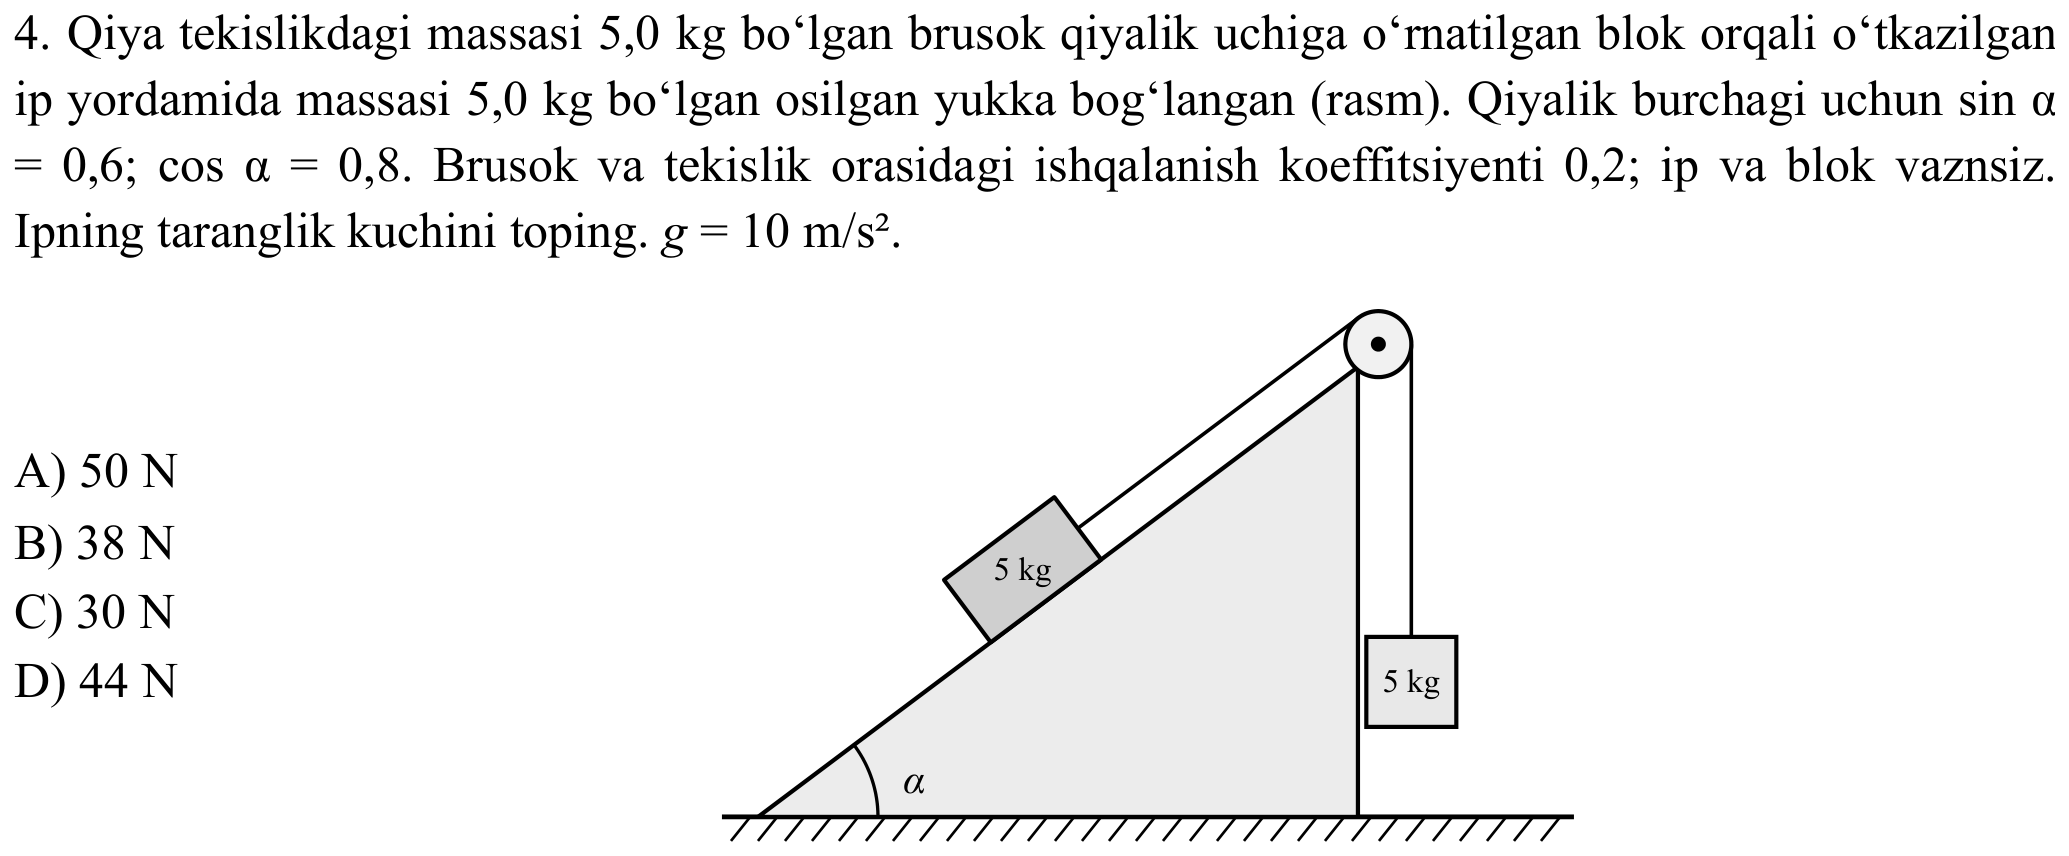 4. Qiya tekislikdagi massasi 5,0 kg bo‘lgan brusok qiyalik uchiga o‘rnatilgan blok orqali o‘tkazilgan
ip yordamida massasi 5,0 kg bo‘lgan osilgan yukka bog‘langan (rasm). Qiyalik burchagi uchun sin α
= 0,6; cos α = 0,8. Brusok va tekislik orasidagi ishqalanish koeffitsiyenti 0,2; ip va blok vaznsiz.
Ipning taranglik kuchini toping. g = 10 m/s².
A) 50 N
B) 38 N
C) 30 N
D) 44 N
5 kg
5 kg
α